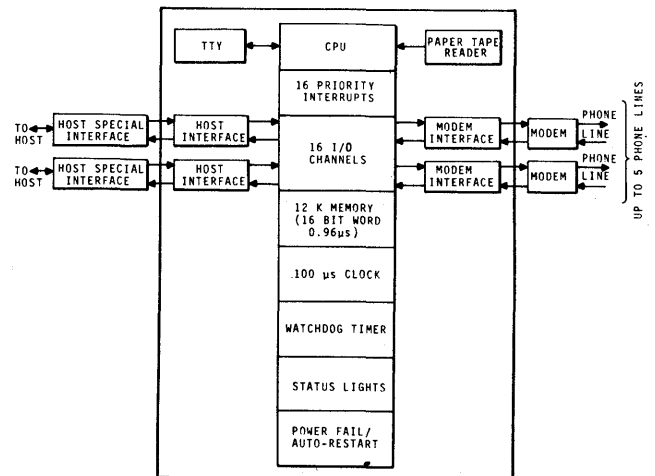 TTY
CPU
PAPER TAPE
READER
16 PRIORITY
INTERRUPTS
TO
HOST
HOST SPECIAL
INTERFACE
HOST
INTERFACE
16 I/O
CHANNELS
MODEM
INTERFACE
MODEM
PHONE
LINE
TO
HOST
HOST SPECIAL
INTERFACE
HOST
INTERFACE
MODEM
INTERFACE
MODEM
PHONE
LINE
UP TO 5 PHONE LINES
12 K MEMORY
(16 BIT WORD
0.96μs)
100 μs CLOCK
WATCHDOG TIMER
STATUS LIGHTS
POWER FAIL/
AUTO-RESTART